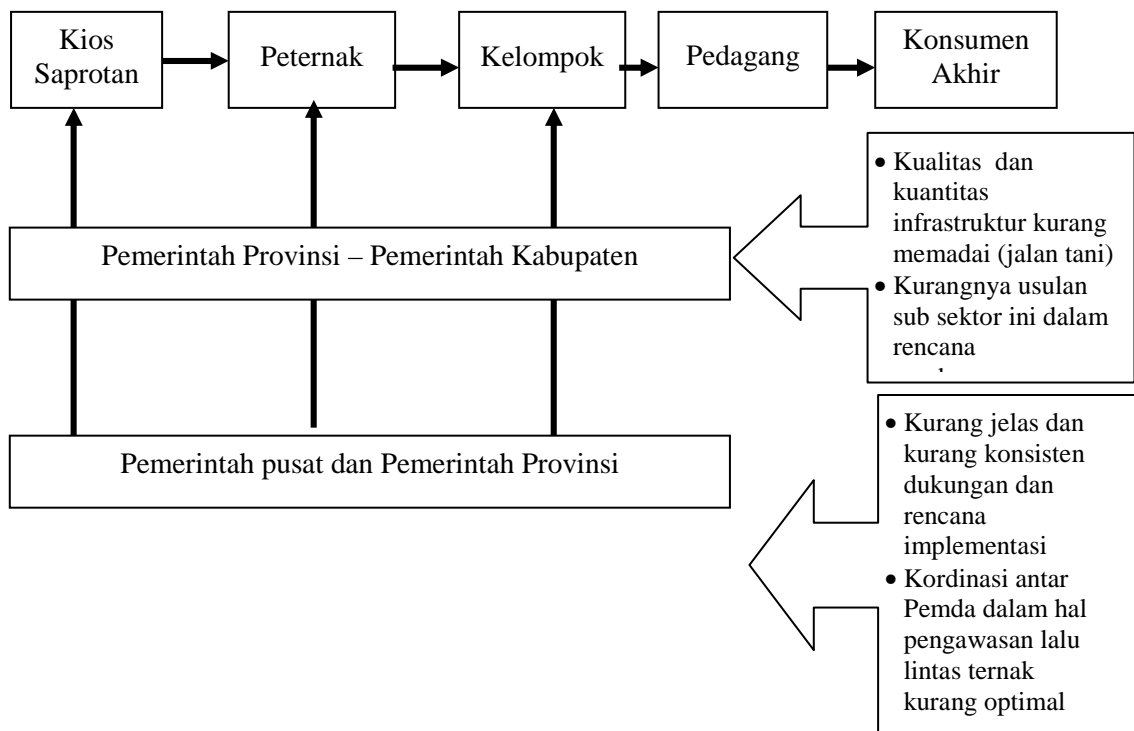 Kios
Saprotan
Peternak
Kelompok
Pedagang
Konsumen
Akhir
• Kualitas dan
kuantitas
infrastruktur kurang
memadai (jalan tani)
• Kurangnya usulan
sub sektor ini dalam
rencana
Pemerintah Provinsi – Pemerintah Kabupaten
• Kurang jelas dan
kurang konsisten
dukungan dan
rencana
implementasi
• Kordinasi antar
Pemda dalam hal
pengawasan lalu
lintas ternak
kurang optimal
Pemerintah pusat dan Pemerintah Provinsi